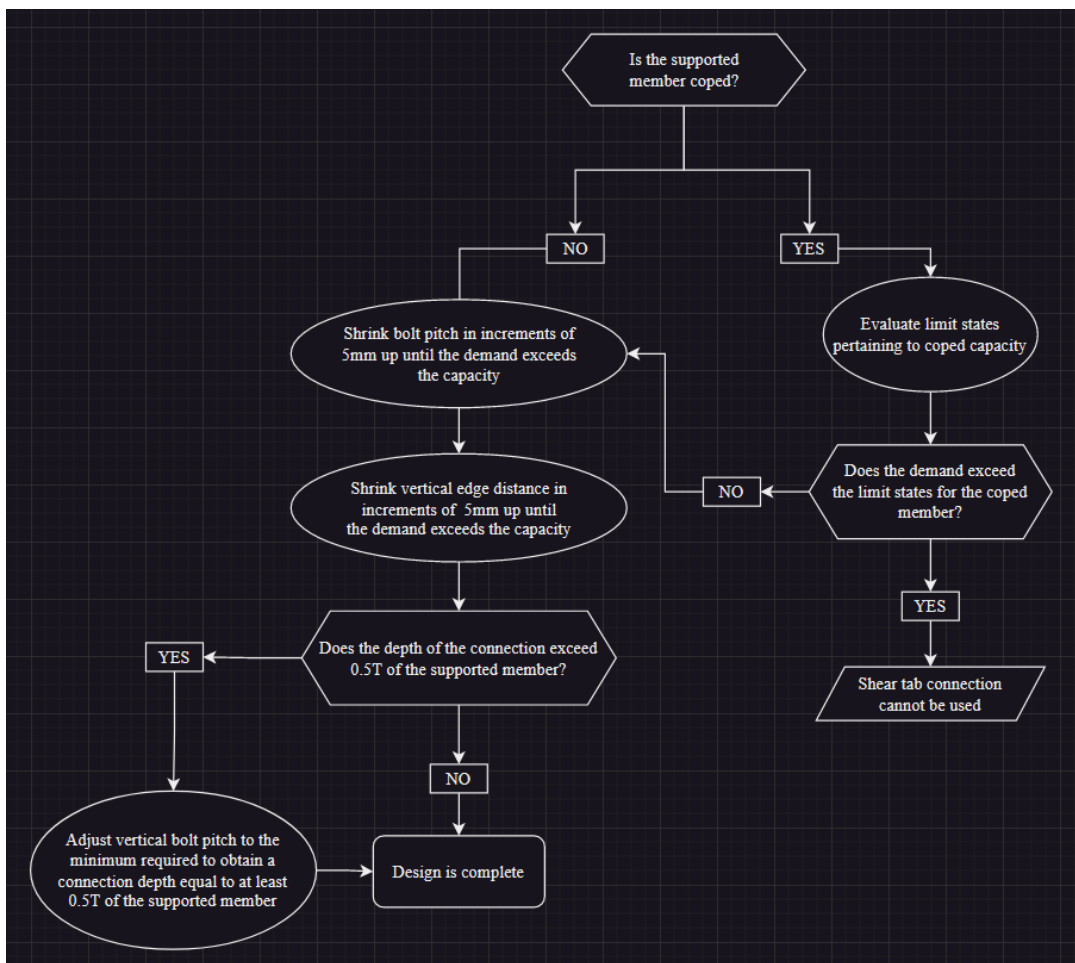 Is the supported
member coped?
NO
YES
Shrink bolt pitch in increments of
5mm up until the demand exceeds
the capacity
Evaluate limit states
pertaining to coped capacity
Shrink vertical edge distance in
increments of 5mm up until
the demand exceeds the capacity
NO
Does the demand exceed
the limit states for the coped
member?
YES
Does the depth of the connection exceed
0.5T of the supported member?
YES
Shear tab connection
cannot be used
NO
Adjust vertical bolt pitch to the
minimum required to obtain a
connection depth equal to at least
0.5T of the supported member
Design is complete